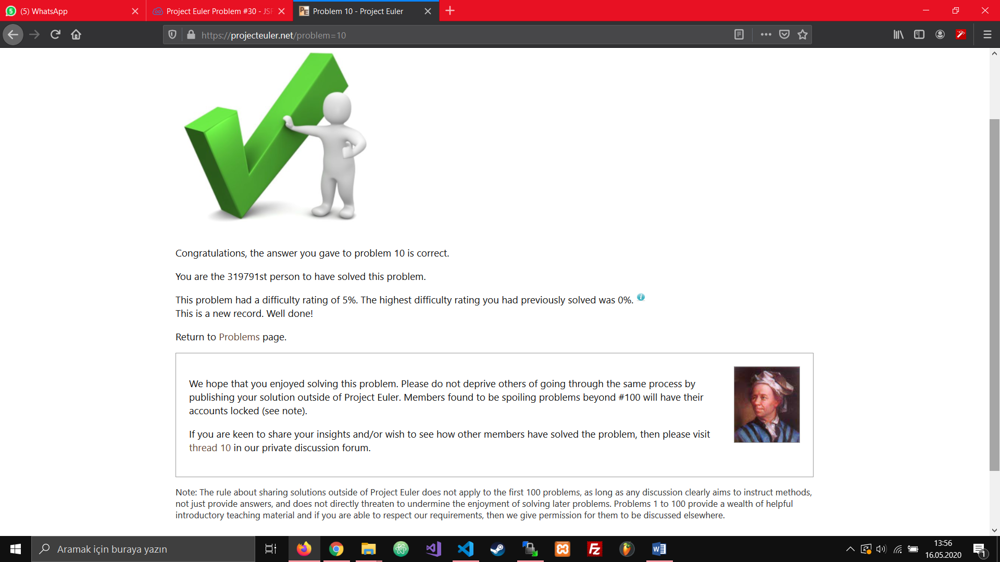 (5) WhatsApp
Project Euler Problem #30 - JSF
Problem 10 - Project Euler
https://projecteuler.net/problem=10
Congratulations, the answer you gave to problem 10 is correct.
You are the 319791st person to have solved this problem.
This problem had a difficulty rating of 5%. The highest difficulty rating you had previously solved was 0%.
This is a new record. Well done!
Return to Problems page.
We hope that you enjoyed solving this problem. Please do not deprive others of going through the same process by
publishing your solution outside of Project Euler. Members found to be spoiling problems beyond #100 will have their
accounts locked (see note).
If you are keen to share your insights and/or wish to see how other members have solved the problem, then please visit
thread 10 in our private discussion forum.
Note: The rule about sharing solutions outside of Project Euler does not apply to the first 100 problems, as long as any discussion clearly aims to instruct methods,
not just provide answers, and does not directly threaten to undermine the enjoyment of solving later problems. Problems 1 to 100 provide a wealth of helpful
introductory teaching material and if you are able to respect our requirements, then we give permission for them to be discussed elsewhere.
Aramak için buraya yazın
13:56
16.05.2020
1